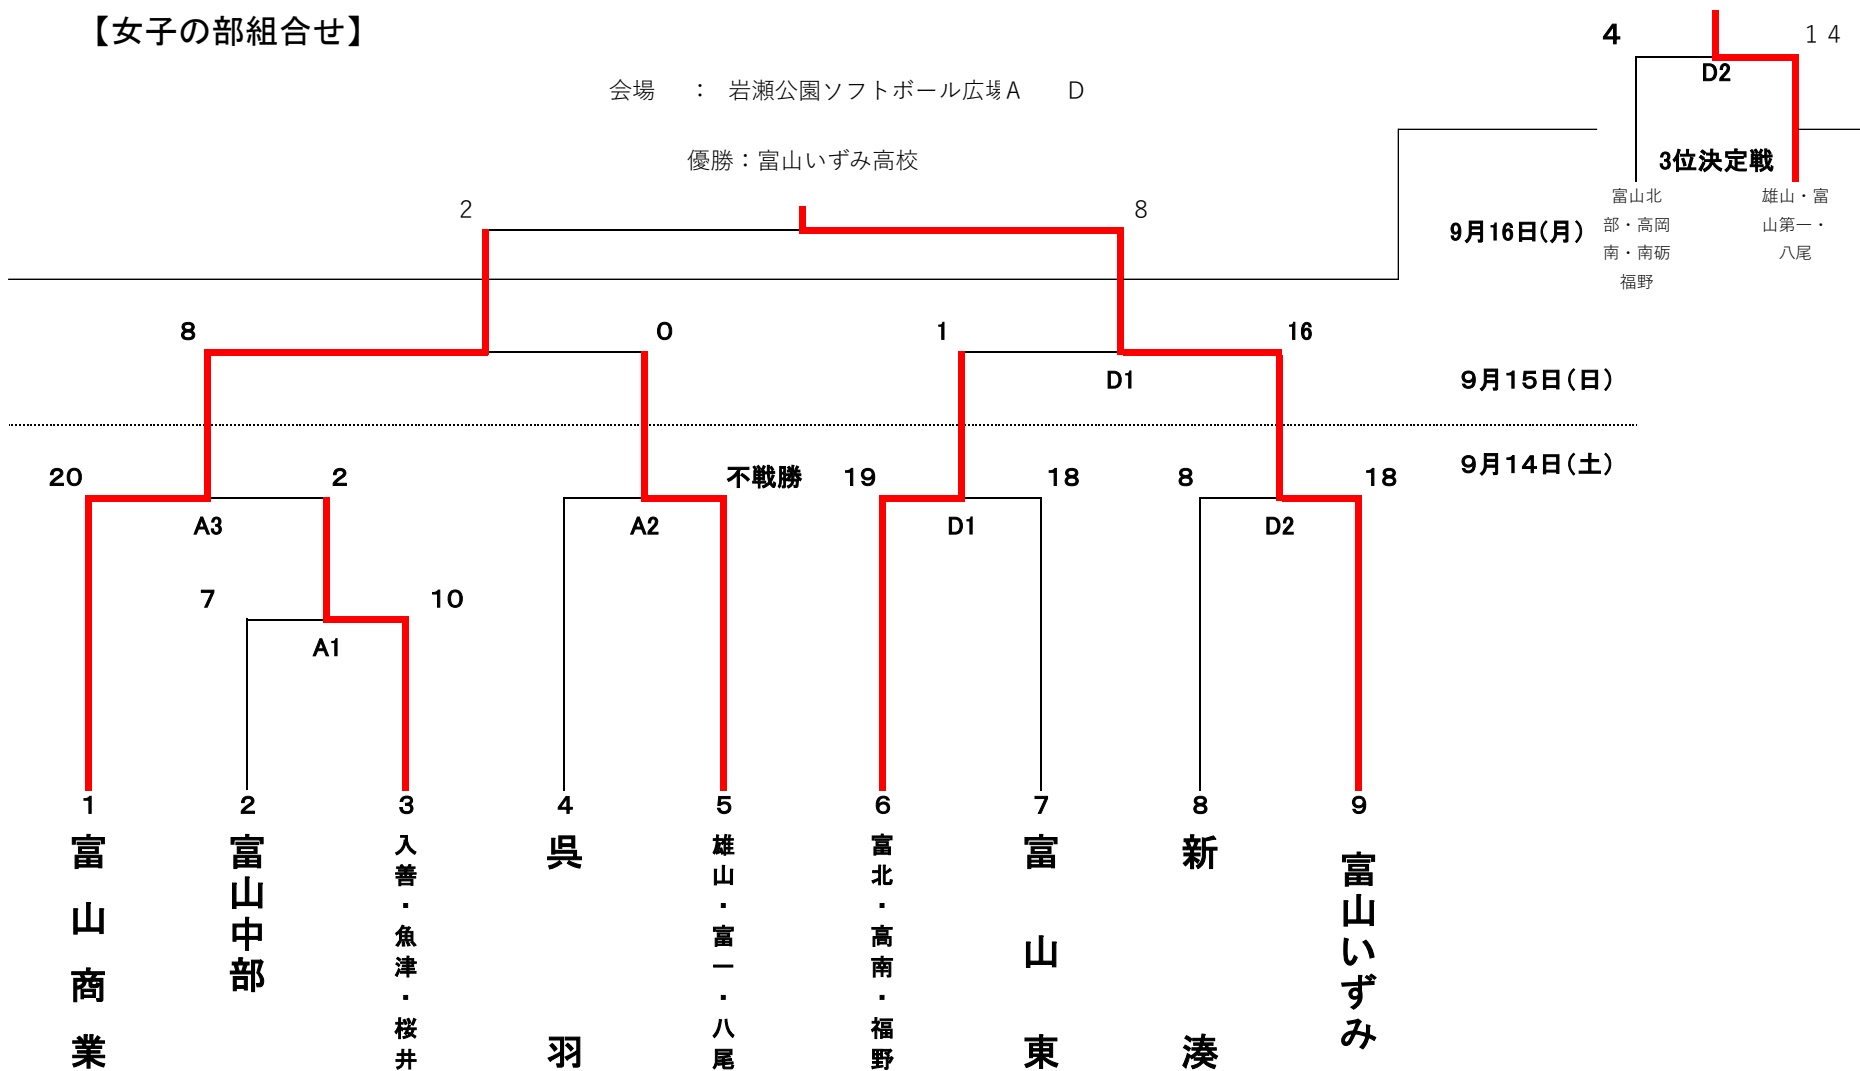 【女子の部組合せ】
4
14
D2
会場 : 岩瀬公園ソフトボール広場A D
3位決定戦
優勝:富山いずみ高校
富山北
部・高岡
南・南砺
福野
雄山・富
山第一・
八尾
2
8
9月16日(月)
8
0
1
16
D1
9月15日(日)
9月14日(土)
20
2
不戦勝
19
18
8
18
A3
A2
D1
D2
7
10
A1
1
2
3
4
5
6
7
8
9
富山商業
富山中部
入善・魚津・桜井
呉羽
雄山・富一・八尾
富北・高南・福野
富山東
新湊
富山いずみ